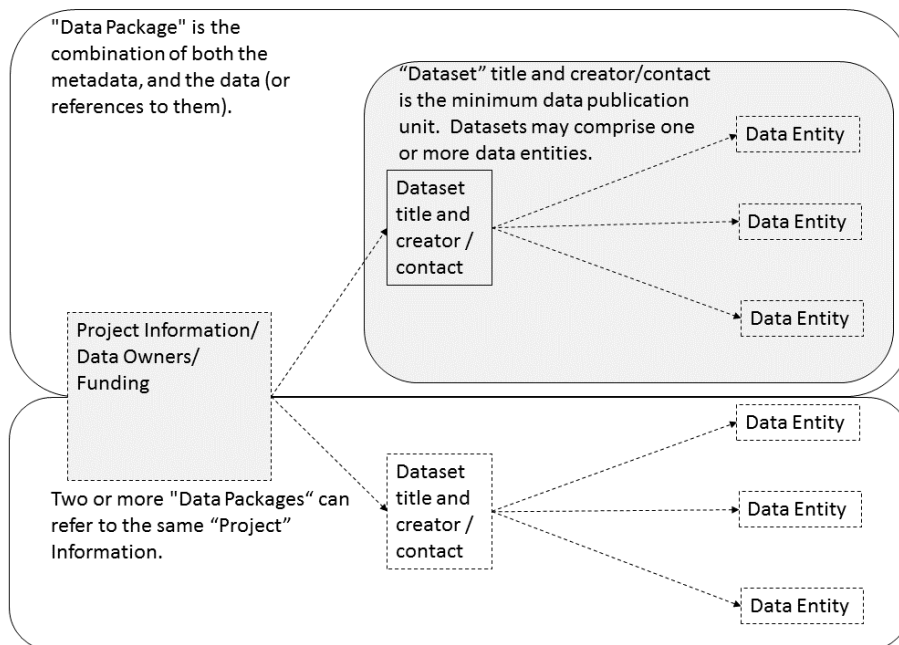 "Data Package" is the
combination of both the
metadata, and the data (or
references to them).
“Dataset” title and creator/contact
is the minimum data publication
unit.  Datasets may comprise one
or more data entities.
Data Entity
Dataset
title and
creator /
contact
Data Entity
Data Entity
Project Information/
Data Owners/
Funding
Data Entity
Dataset
title and
creator /
contact
Data Entity
Data Entity
Two or more "Data Packages“ can
refer to the same “Project”
Information.